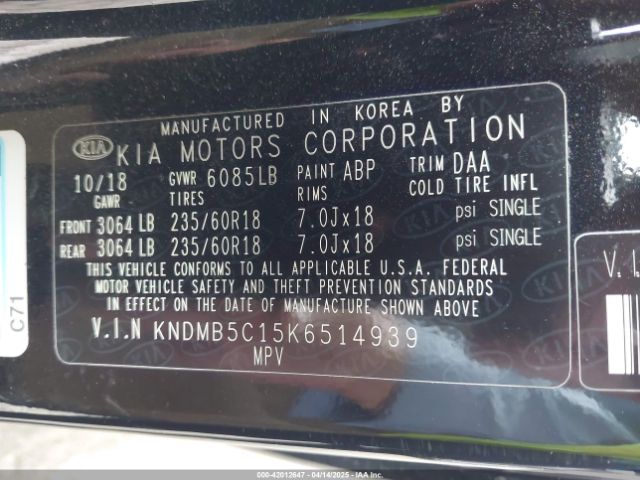 MANUFACTURED IN KOREA BY
KIA KIA MOTORS CORPORATION
10/18 GVWR 6085LB PAINT ABP TRIM DAA
GAWR TIRES RIMS COLD TIRE INFL
FRONT 3064 LB 235/60R18 7.0Jx18 psi SINGLE
REAR 3064 LB 235/60R18 7.0Jx18 psi SINGLE
THIS VEHICLE CONFORMS TO ALL APPLICABLE U.S.A. FEDERAL
MOTOR VEHICLE SAFETY AND THEFT PREVENTION STANDARDS
IN EFFECT ON THE DATE OF MANUFACTURE SHOWN ABOVE.
V.I.N KNDMB5C15K6514939
MPV
C71
V.I.
000-42012647 - 04/14/2025 - IAA Inc.